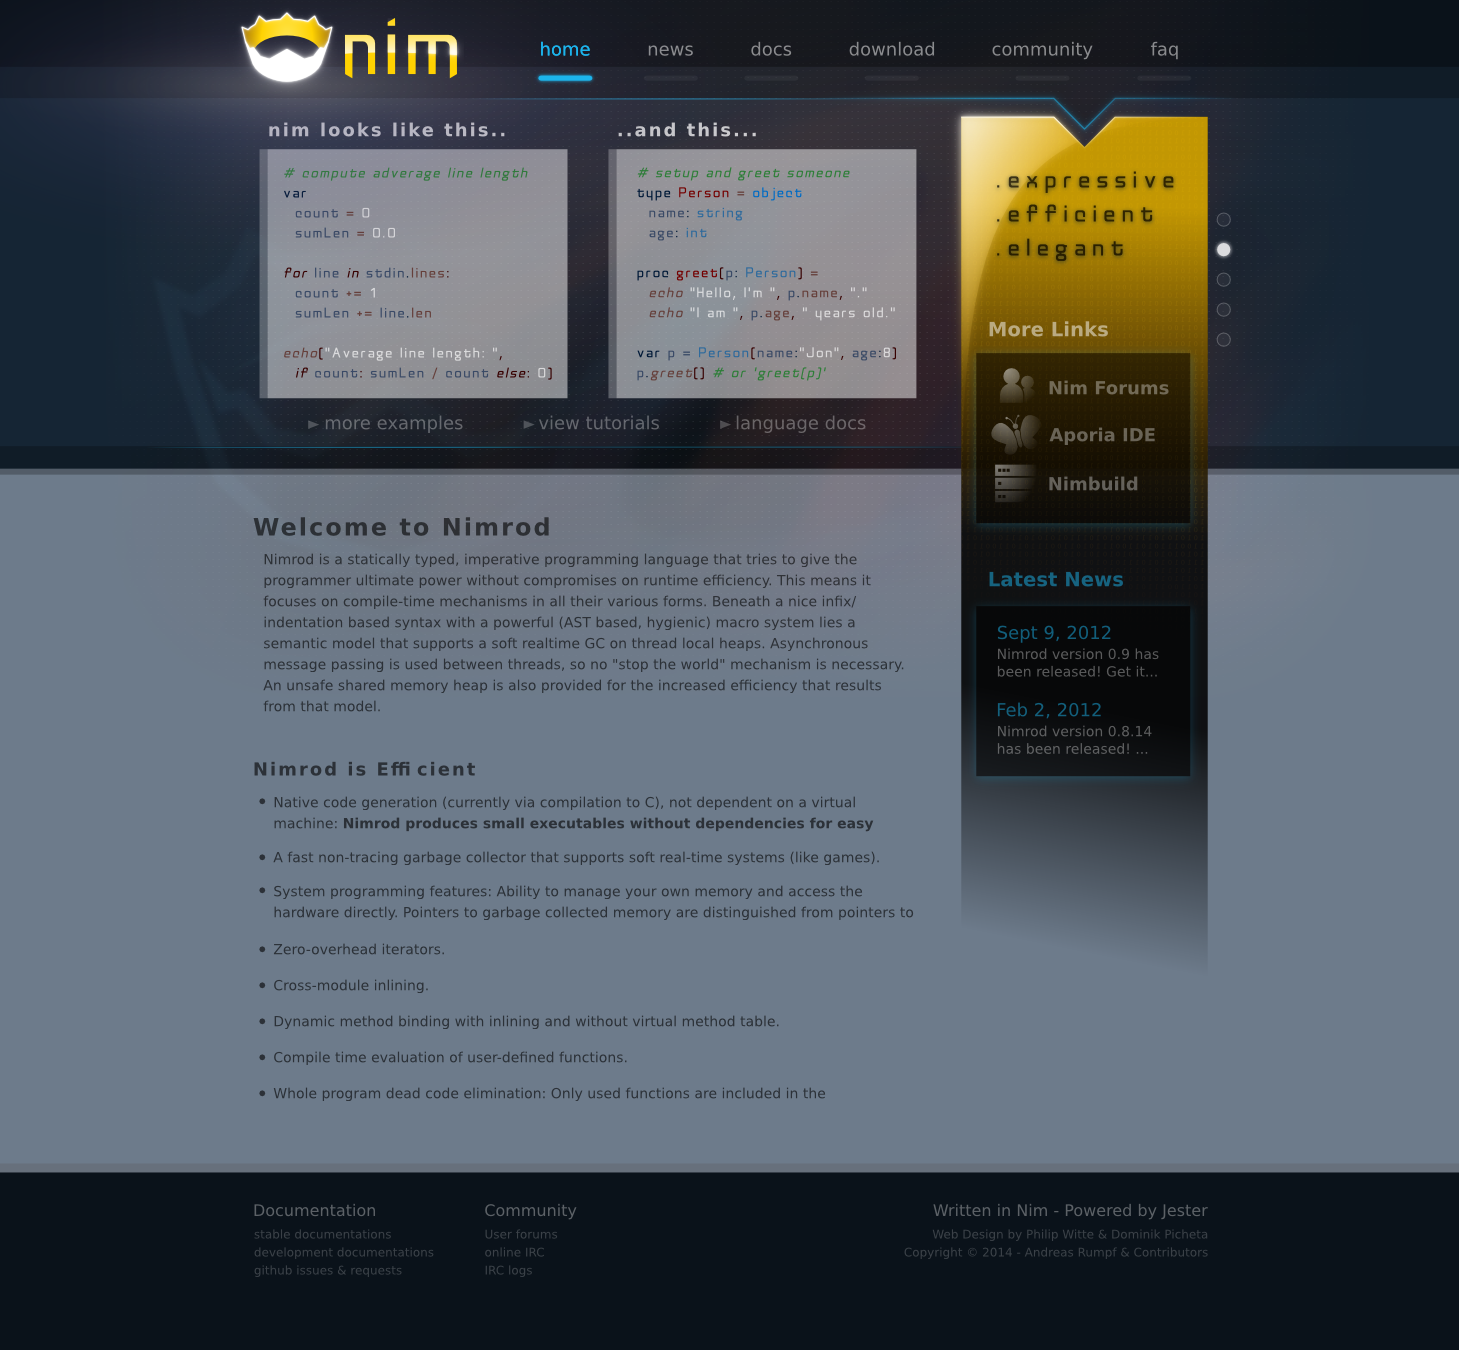 nim
home
news
docs
download
community
faq
nim looks like this..
# compute adverage line length
var
count = 0
sumLen = 0.0
for line in stdin.lines:
count += 1
sumLen += line.len
echo("Average line length: ",
if count: sumLen / count else: 0)
..and this...
# setup and greet someone
type Person = object
name: string
age: int
proc greet(p: Person) =
echo "Hello, I'm ", p.name, "."
echo "I am ", p.age, " years old."
var p = Person(name:"Jon", age:8)
p.greet() # or 'greet(p)'
► more examples
► view tutorials
► language docs
.expressive
.efficient
.elegant
More Links
Nim Forums
Aporia IDE
Nimbuild
Latest News
Sept 9, 2012
Nimrod version 0.9 has
been released! Get it...
Feb 2, 2012
Nimrod version 0.8.14
has been released! ...
Welcome to Nimrod
Nimrod is a statically typed, imperative programming language that tries to give the
programmer ultimate power without compromises on runtime efficiency. This means it
focuses on compile-time mechanisms in all their various forms. Beneath a nice infix/
indentation based syntax with a powerful (AST based, hygienic) macro system lies a
semantic model that supports a soft realtime GC on thread local heaps. Asynchronous
message passing is used between threads, so no "stop the world" mechanism is necessary.
An unsafe shared memory heap is also provided for the increased efficiency that results
from that model.
Nimrod is Efficient
• Native code generation (currently via compilation to C), not dependent on a virtual
machine: Nimrod produces small executables without dependencies for easy
• A fast non-tracing garbage collector that supports soft real-time systems (like games).
• System programming features: Ability to manage your own memory and access the
hardware directly. Pointers to garbage collected memory are distinguished from pointers to
• Zero-overhead iterators.
• Cross-module inlining.
• Dynamic method binding with inlining and without virtual method table.
• Compile time evaluation of user-defined functions.
• Whole program dead code elimination: Only used functions are included in the
Documentation
stable documentations
development documentations
github issues & requests
Community
User forums
online IRC
IRC logs
Written in Nim - Powered by Jester
Web Design by Philip Witte & Dominik Picheta
Copyright © 2014 - Andreas Rumpf & Contributors